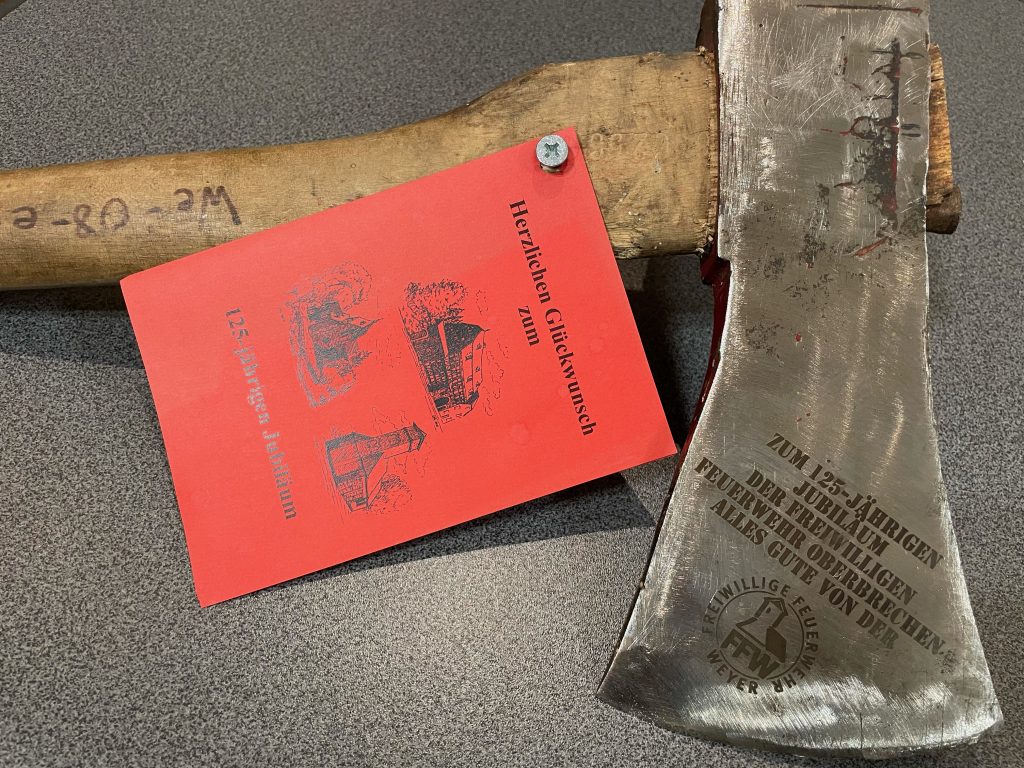 Herzlichen Glückwunsch
zum
125-jährigen Jubiläum
We - 08 - e
ZUM 125-JÄHRIGEN
JUBILÄUM
DER FREIWILLIGEN
FEUERWEHR OBERBRECHEN.
ALLES GUTE VON DER
FREIWILLIGE FEUERWEHR
FFW
WEYER